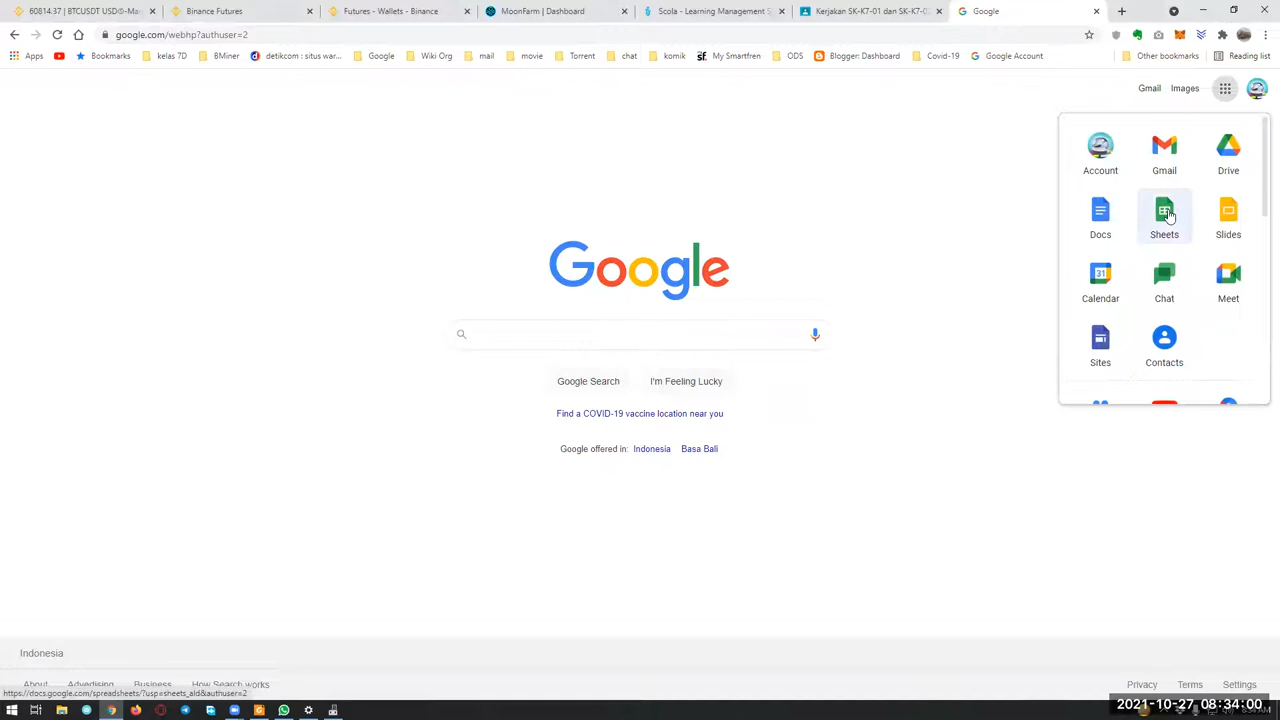 60814.37 | BTCUSDT USD®-Ma
Binance Futures
Futures - Wallets - Binance
MoonFarm | Dashboard
Scola - Learning Management S
Kerjakan SK-K7-01 dan SK-K7-0
Google
google.com/webhp?authuser=2
Apps
Bookmarks
kelas 7D
BMiner
detikcom : situs war...
Google
Wiki Org
mail
movie
Torrent
chat
komik
sf. My Smartfren
ODS
Blogger: Dashboard
Covid-19
Google Account
Other bookmarks
Reading list
Gmail Images
Account Gmail Drive
Docs Sheets Slides
31
Calendar Chat Meet
Sites Contacts
Google
Google Search I'm Feeling Lucky
Find a COVID-19 vaccine location near you
Google offered in: Indonesia Basa Bali
Indonesia
About Advertising Business How Search works
Privacy Terms Settings
https://docs.google.com/spreadsheets/?usp=sheets_ald&authuser=2
2021-10-27 08:34:00